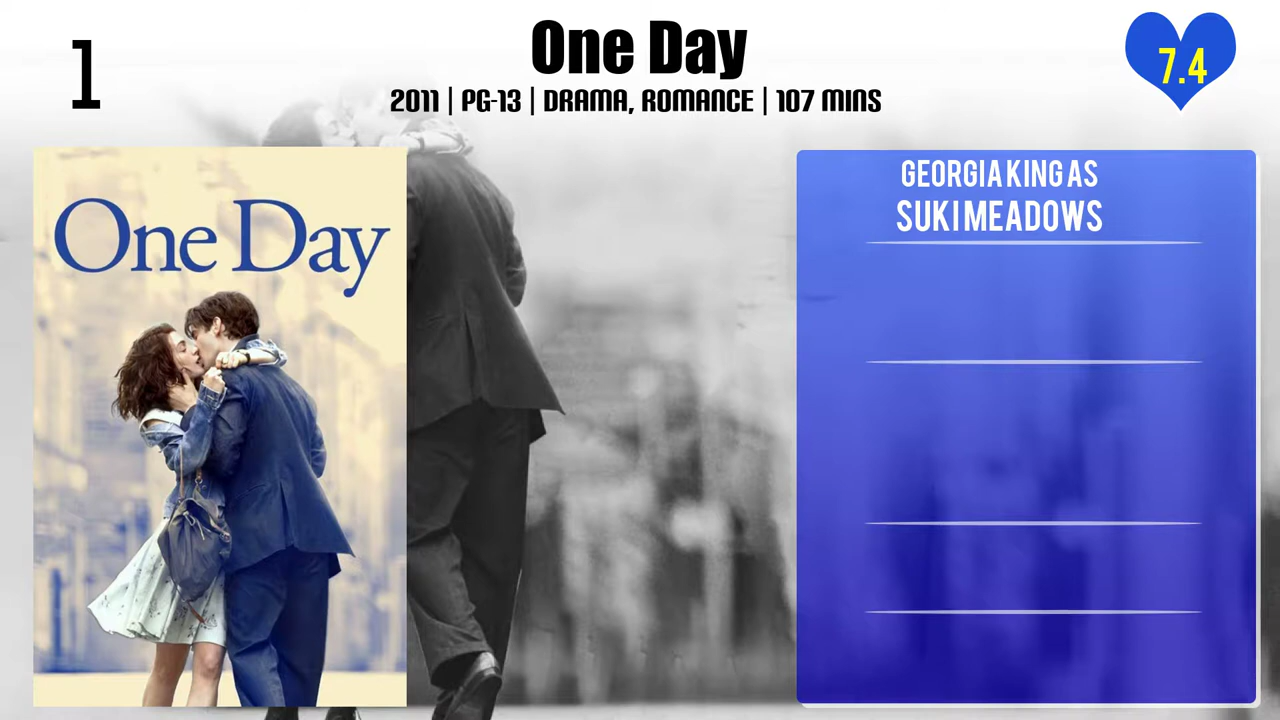 1
One Day
2011 | PG-13 | DRAMA, ROMANCE | 107 MINS
7.4
One Day
GEORGIA KING AS
SUKI MEADOWS